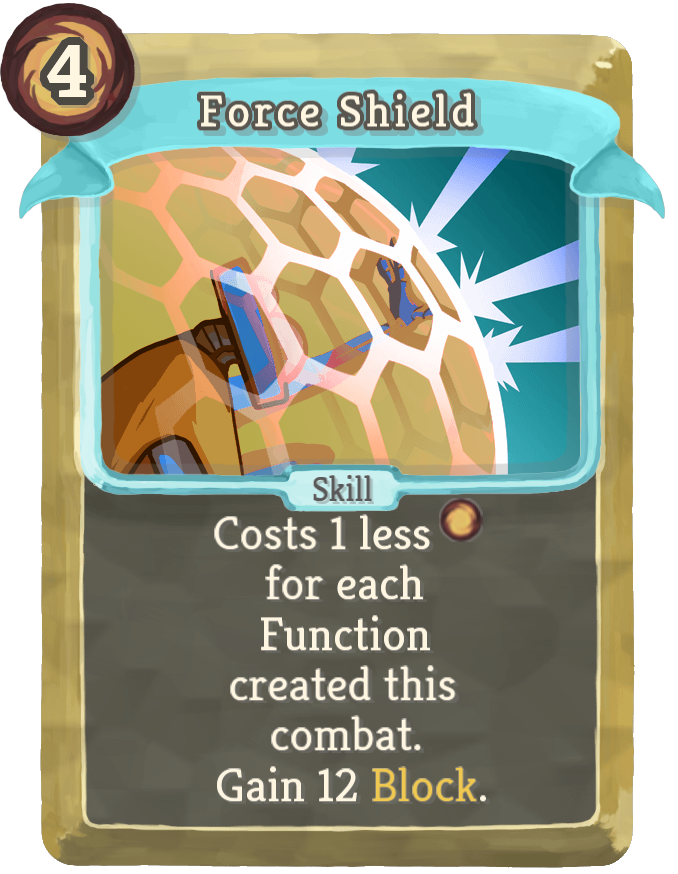 4
Force Shield
Skill
Costs 1 less
for each
Function
created this
combat.
Gain 12 Block.